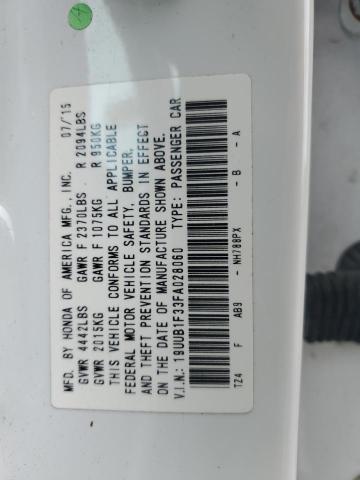 A
MFD. BY HONDA OF AMERICA MFG., INC. 07/15
GVWR 4442LBS GAWR F 2370LBS R 2094LBS
GVWR 2015KG GAWR F 1075KG R 950KG
THIS VEHICLE CONFORMS TO ALL APPLICABLE
FEDERAL MOTOR VEHICLE SAFETY, BUMPER,
AND THEFT PREVENTION STANDARDS IN EFFECT
ON THE DATE OF MANUFACTURE SHOWN ABOVE.
V.I.N.: 19UUB1F33FA028060 TYPE: PASSENGER CAR
TZ4 F AB9 - NH788PX - B - A